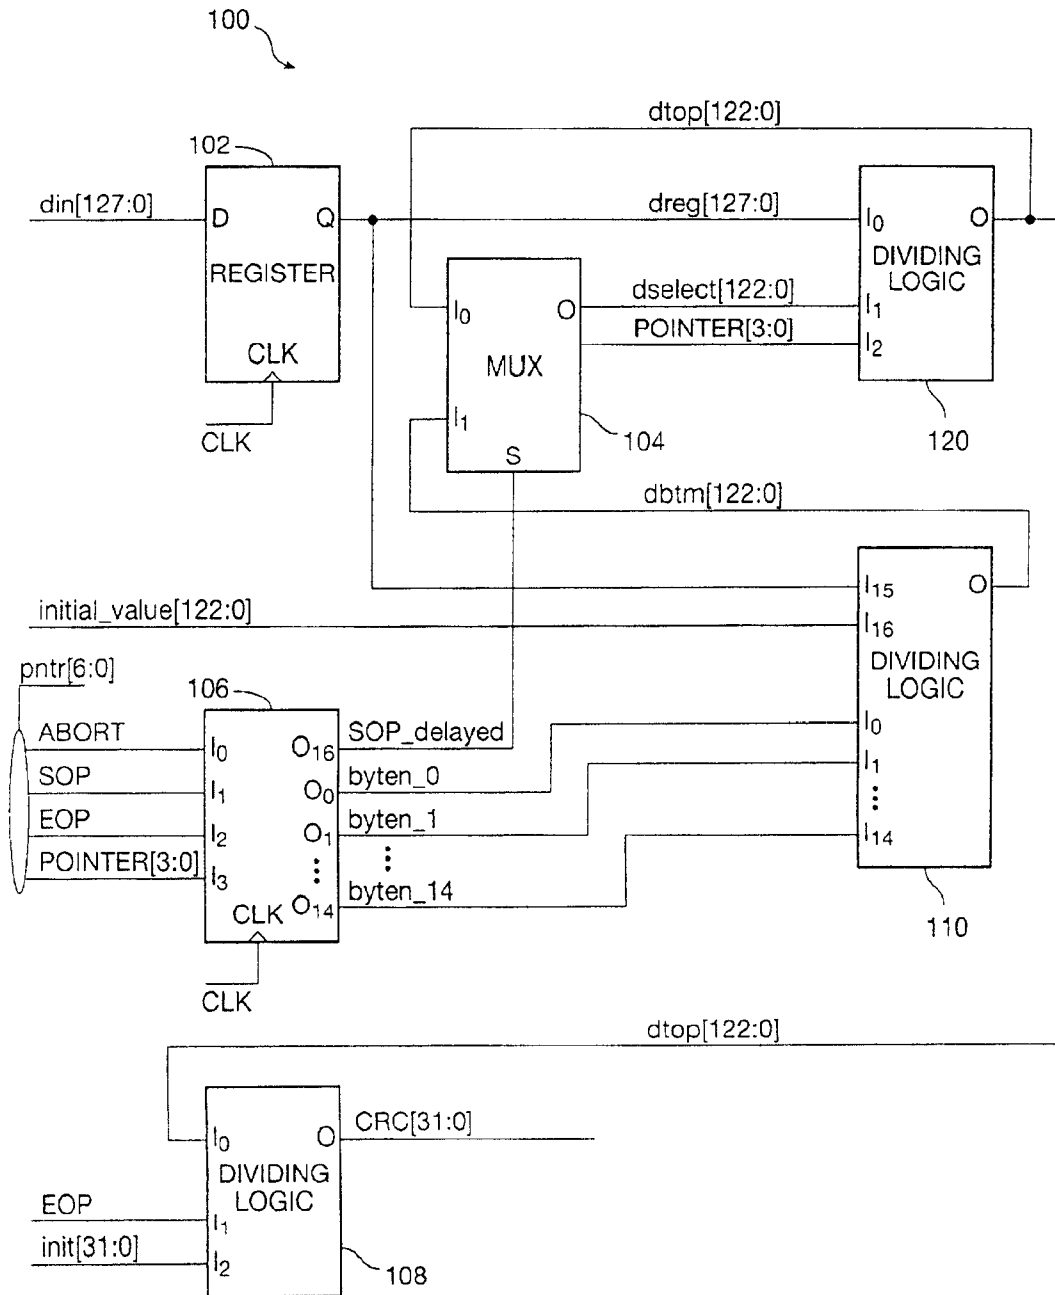 100
dtop[122:0]
102
din[127:0]
D
Q
dreg[127:0]
I0
O
REGISTER
DIVIDING
LOGIC
I0
O
dselect[122:0]
I1
POINTER[3:0]
I2
MUX
CLK
I1
104
120
CLK
S
dbtm[122:0]
I15
O
initial_value[122:0]
I16
pntr[6:0]
106
DIVIDING
LOGIC
ABORT
I0
O16
SOP_delayed
I0
SOP
I1
O0
byten_0
I1
EOP
I2
O1
byten_1
I14
POINTER[3:0]
I3
byten_14
CLK
O14
110
CLK
dtop[122:0]
I0
O
CRC[31:0]
DIVIDING
LOGIC
EOP
I1
init[31:0]
I2
108